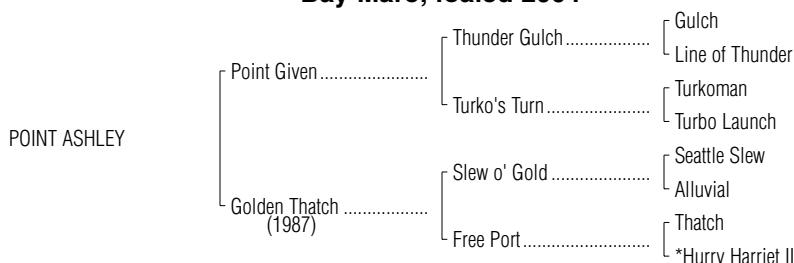 Bay Mare, foaled 2004
Gulch
Thunder Gulch
Line of Thunder
Point Given
Turkoman
Turko's Turn
Turbo Launch
POINT ASHLEY
Seattle Slew
Slew o' Gold
Alluvial
Golden Thatch
(1987)
Thatch
Free Port
*Hurry Harriet II